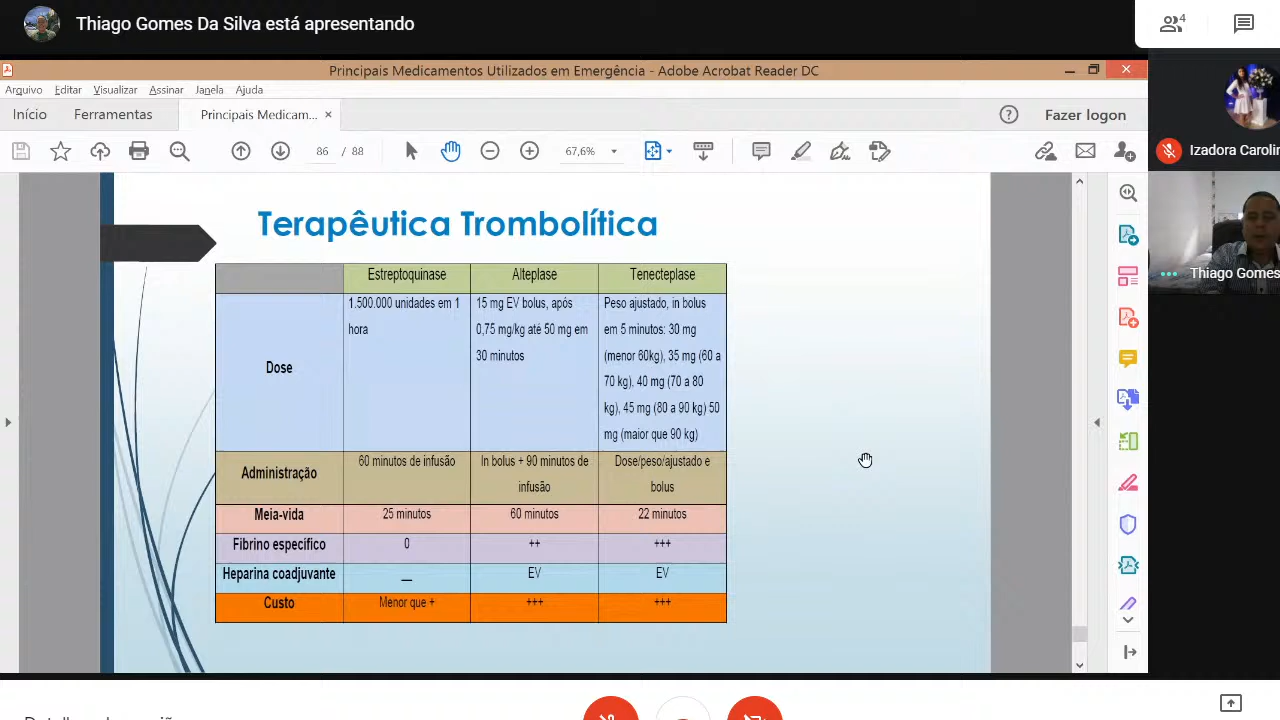 Thiago Gomes Da Silva está apresentando
4
Principais Medicamentos Utilizados em Emergência - Adobe Acrobat Reader DC
Arquivo Editar Visualizar Assinar Janela Ajuda
Início Ferramentas Principais Medicam... × Fazer logon
86 / 88 67,6%
Izadora Carolin
Thiago Gomes
Terapêutica Trombolítica
Estreptoquinase Alteplase Tenecteplase
Dose
1.500.000 unidades em 1
hora
15 mg EV bolus, após
0,75 mg/kg até 50 mg em
30 minutos
Peso ajustado, in bolus
em 5 minutos: 30 mg
(menor 60kg), 35 mg (60 a
70 kg), 40 mg (70 a 80
kg), 45 mg (80 a 90 kg) 50
mg (maior que 90 kg)
Administração
60 minutos de infusão
In bolus + 90 minutos de
infusão
Dose/peso/ajustado e
bolus
Meia-vida 25 minutos 60 minutos 22 minutos
Fibrino específico 0 ++ +++
Heparina coadjuvante __ EV EV
Custo Menor que + +++ +++